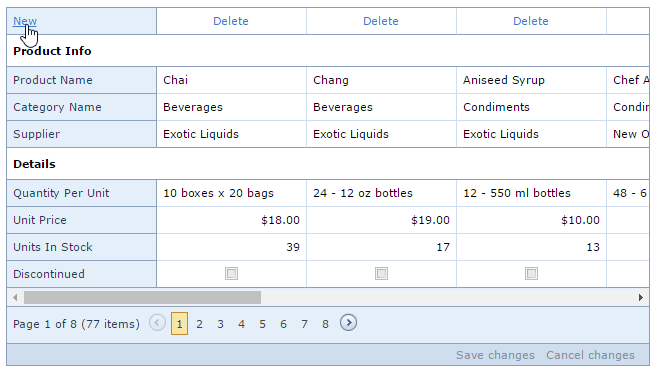 New Delete Delete Delete
Product Info
Product Name Chai Chang Aniseed Syrup Chef A
Category Name Beverages Beverages Condiments Condir
Supplier Exotic Liquids Exotic Liquids Exotic Liquids New O
Details
Quantity Per Unit 10 boxes x 20 bags 24 - 12 oz bottles 12 - 550 ml bottles 48 - 6
Unit Price $18.00 $19.00 $10.00
Units In Stock 39 17 13
Discontinued
Page 1 of 8 (77 items) 1 2 3 4 5 6 7 8
Save changes Cancel changes